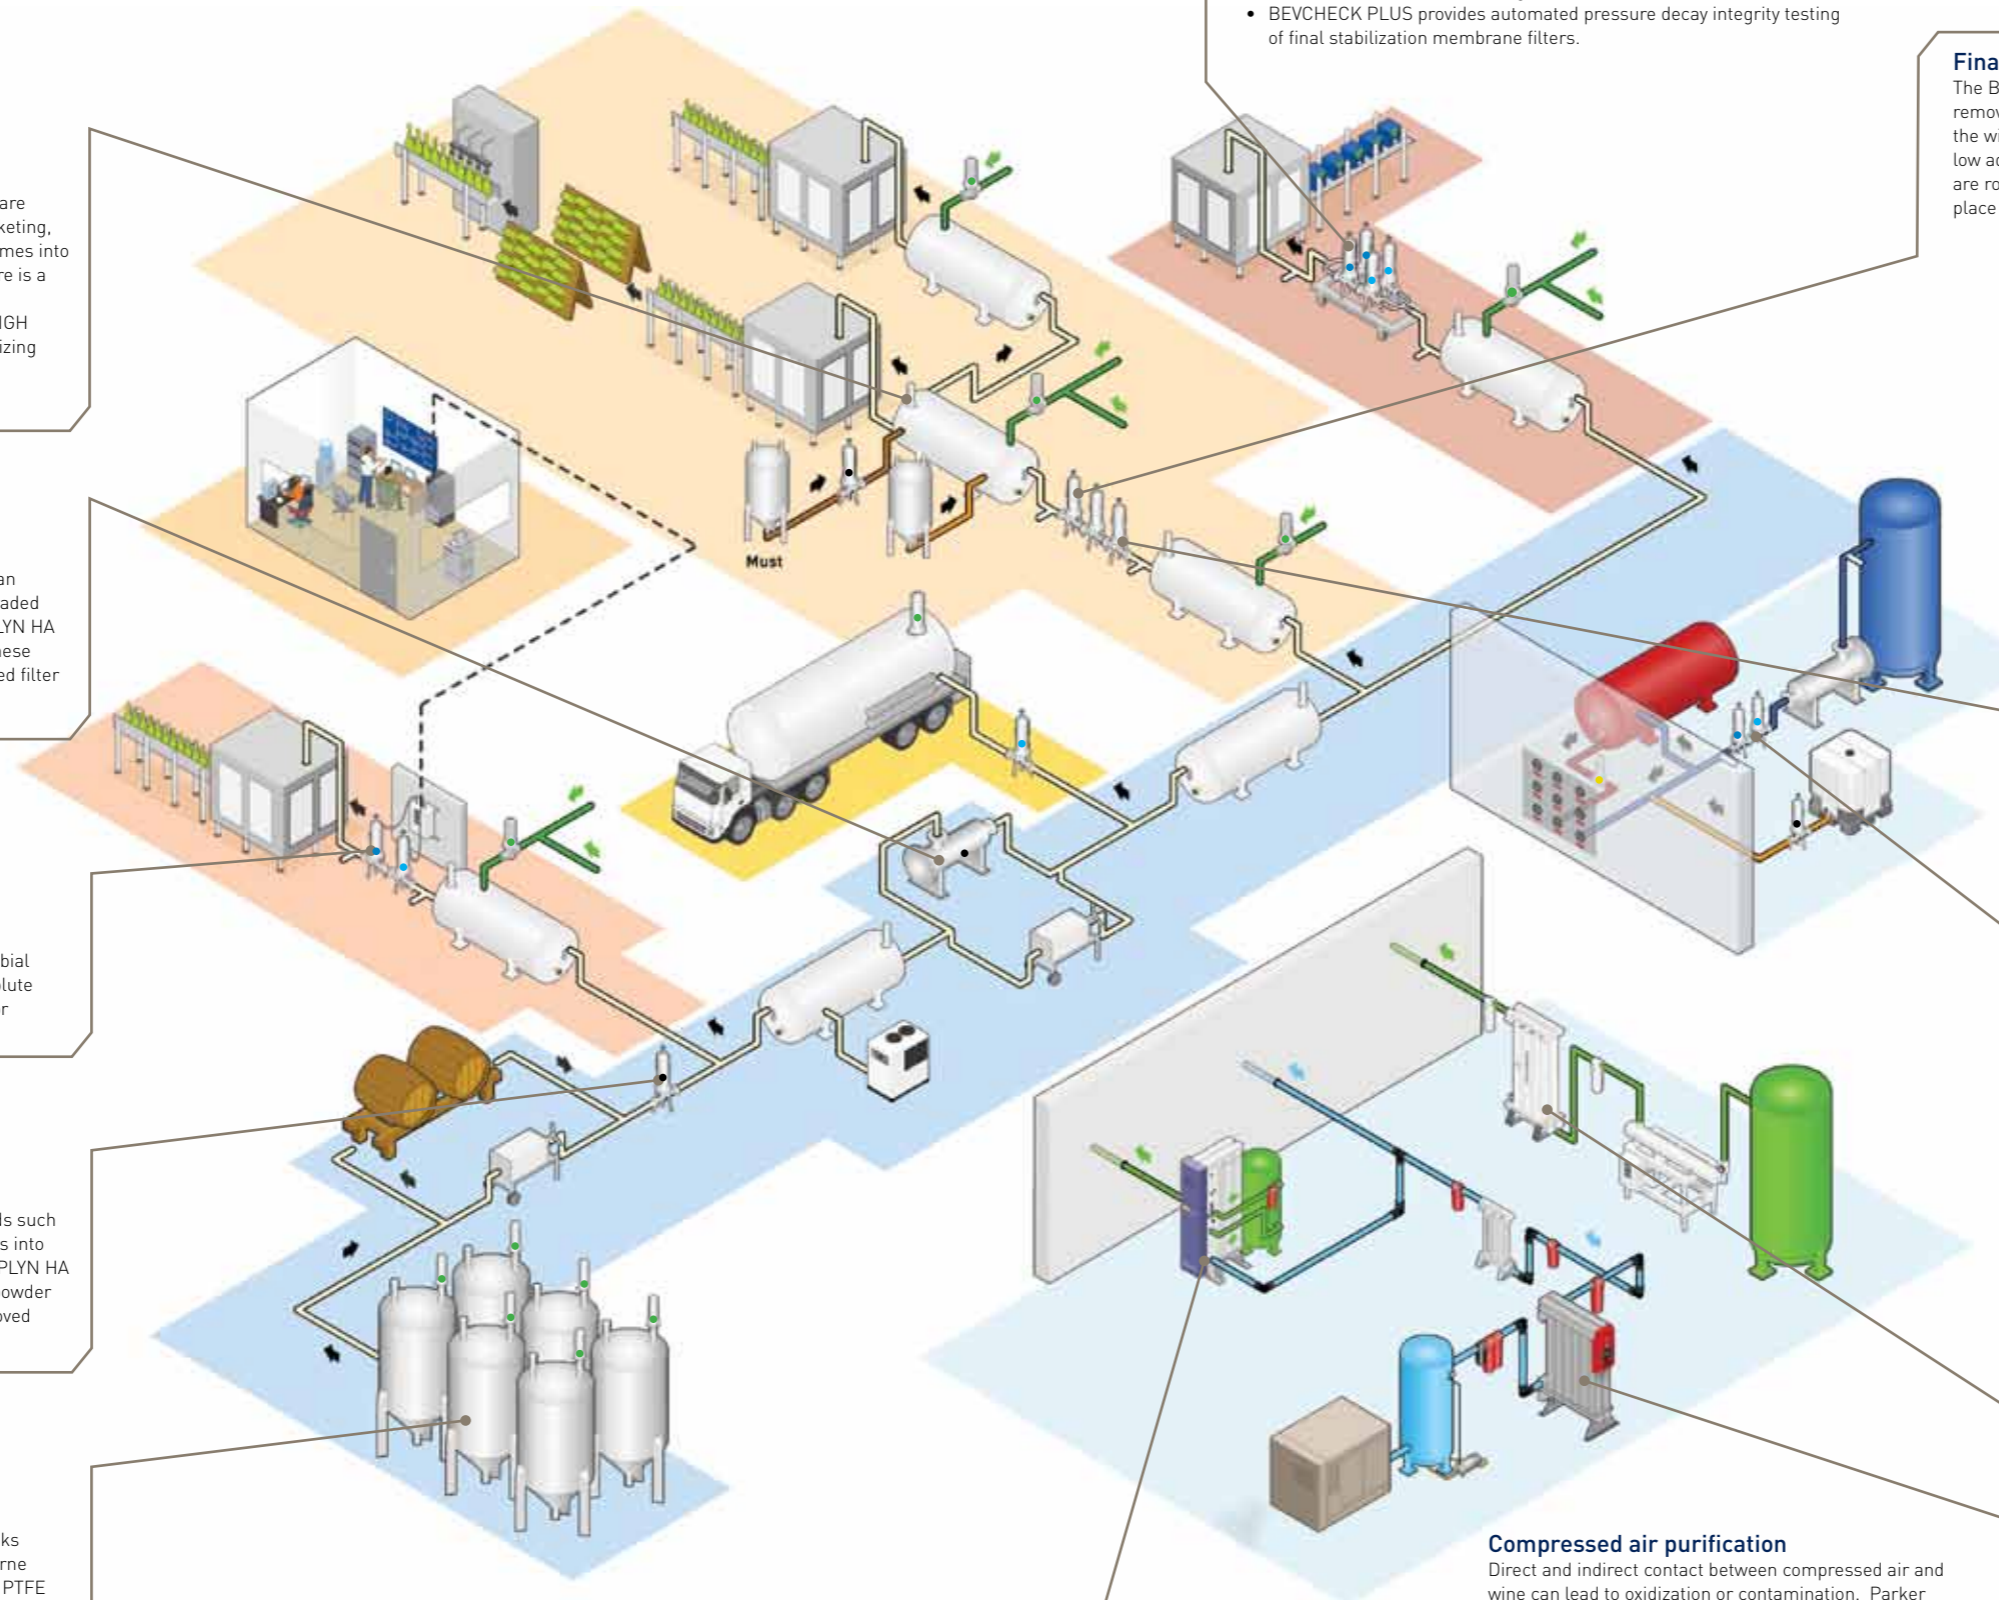 • BEVCHECK PLUS provides automated pressure decay integrity testing
of final stabilization membrane filters.
Fina
The B
remov
the wi
low ac
are ro
place
are
keting,
mes into
re is a
IGH
izing
an
aded
LYN HA
hese
ed filter
bial
olute
or
ds such
s into
PLYN HA
owder
oved
ks
rne
PTFE
Must
Compressed air purification
Direct and indirect contact between compressed air and
wine can lead to oxidization or contamination. Parker